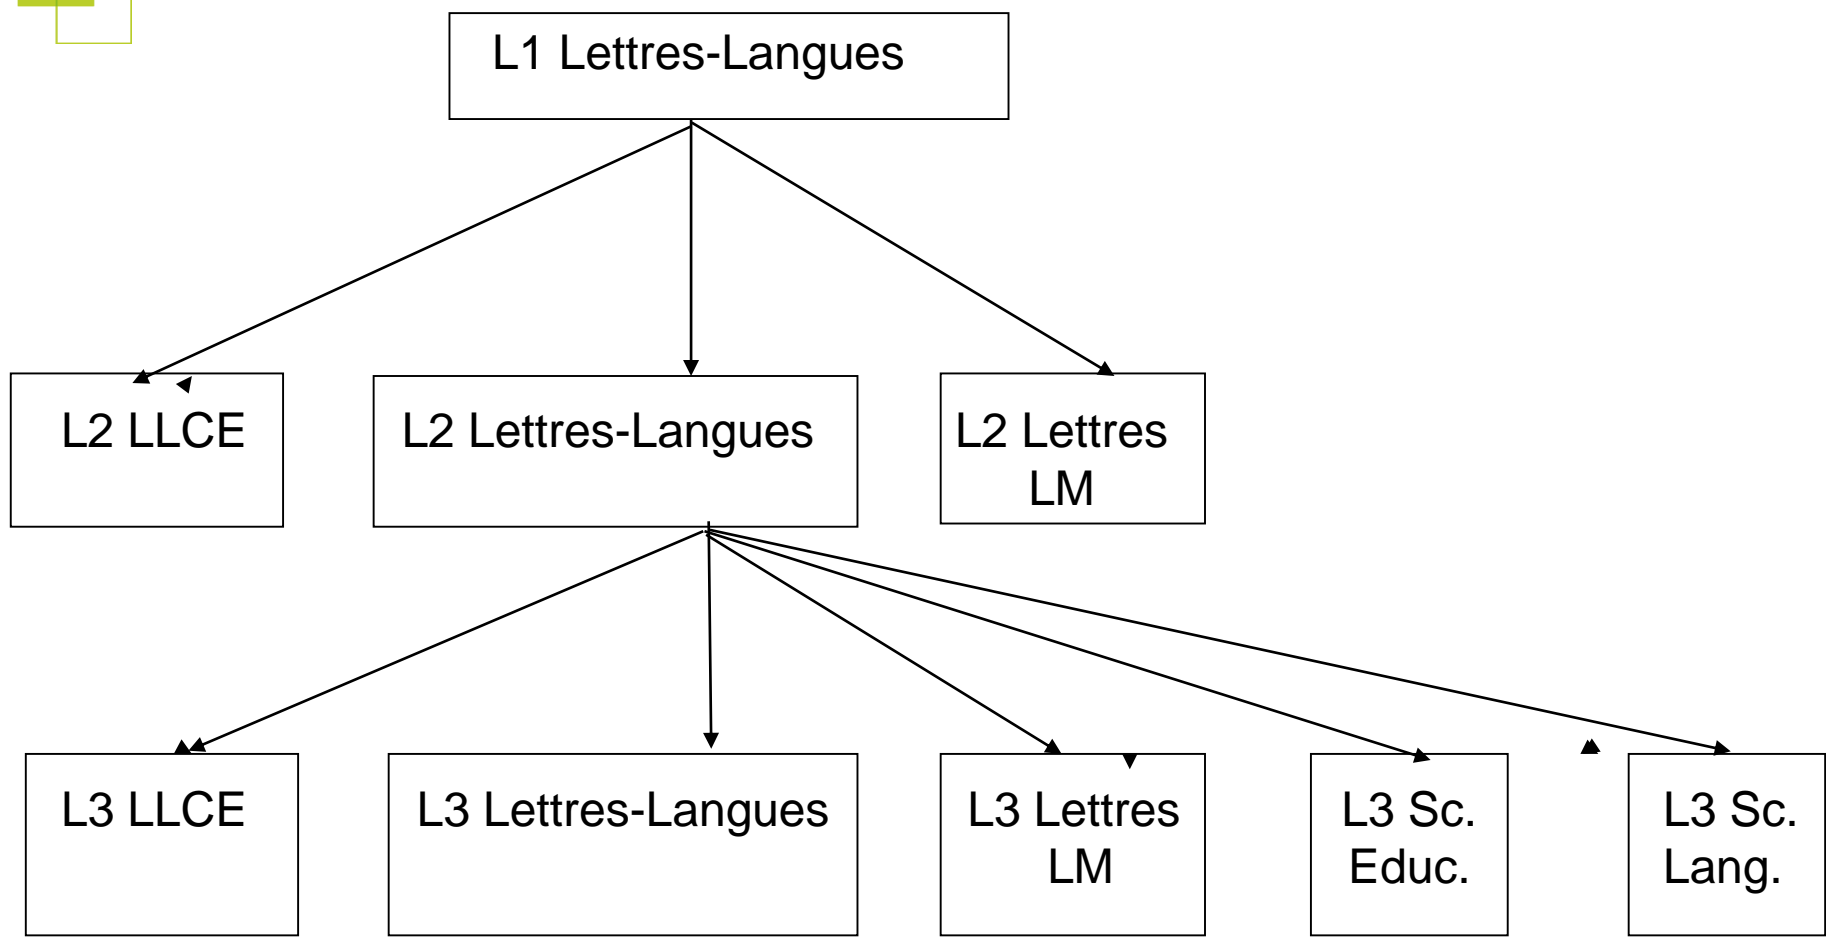 L1 Lettres-Langues
L2 LLCE
L2 Lettres-Langues
L2 Lettres
LM
L3 LLCE
L3 Lettres-Langues
L3 Lettres
LM
L3 Sc.
Educ.
L3 Sc.
Lang.